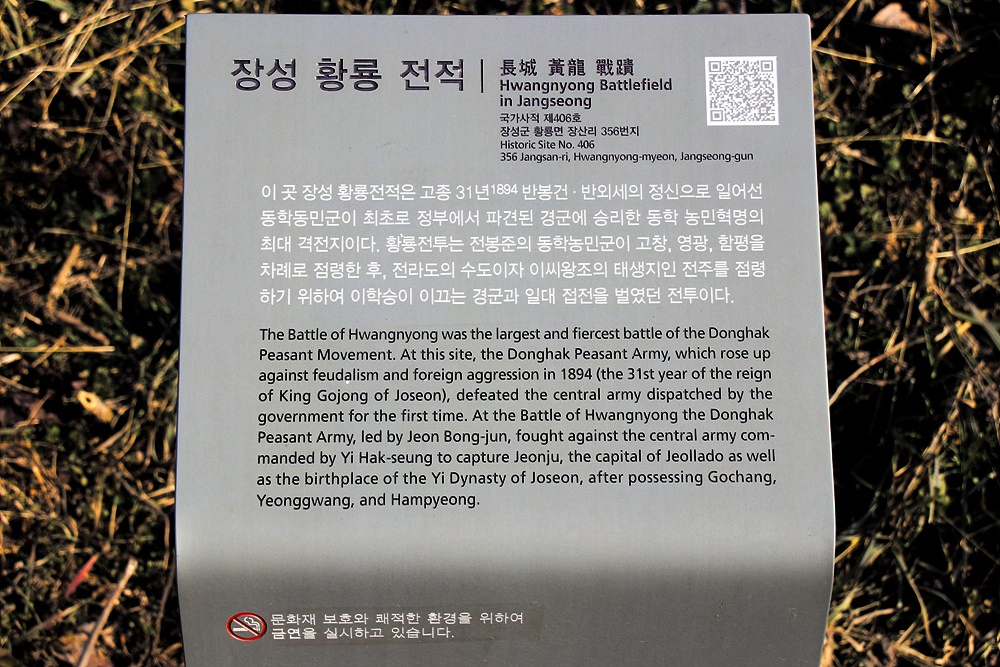 장성 황룡 전적
長城 黃龍 戰蹟
Hwangnyong Battlefield
in Jangseong
국가사적 제406호
장성군 황룡면 장산리 356번지
Historic Site No. 406
356 Jangsan-ri, Hwangnyong-myeon, Jangseong-gun
이 곳 장성 황룡전적은 고종 31년1894 반봉건 · 반외세의 정신으로 일어선
동학농민군이 최초로 정부에서 파견된 경군에 승리한 동학 농민혁명의
최대 격전지이다. 황룡전투는 전봉준의 동학농민군이 고창, 영광, 함평을
차례로 점령한 후, 전라도의 수도이자 이씨왕조의 태생지인 전주를 점령
하기 위하여 이학승이 이끄는 경군과 일대 접전을 벌였던 전투이다.
The Battle of Hwangnyong was the largest and fiercest battle of the Donghak
Peasant Movement. At this site, the Donghak Peasant Army, which rose up
against feudalism and foreign aggression in 1894 (the 31st year of the reign
of King Gojong of Joseon), defeated the central army dispatched by the
government for the first time. At the Battle of Hwangnyong the Donghak
Peasant Army, led by Jeon Bong-jun, fought against the central army com-
manded by Yi Hak-seung to capture Jeonju, the capital of Jeollado as well
as the birthplace of the Yi Dynasty of Joseon, after possessing Gochang,
Yeonggwang, and Hampyeong.
문화재 보호와 쾌적한 환경을 위하여
금연을 실시하고 있습니다.